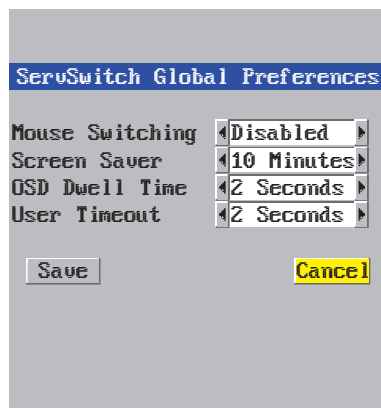 ServSwitch Global Preferences
Mouse Switching Disabled
Screen Saver 10 Minutes
OSD Dwell Time 2 Seconds
User Timeout 2 Seconds
Save Cancel